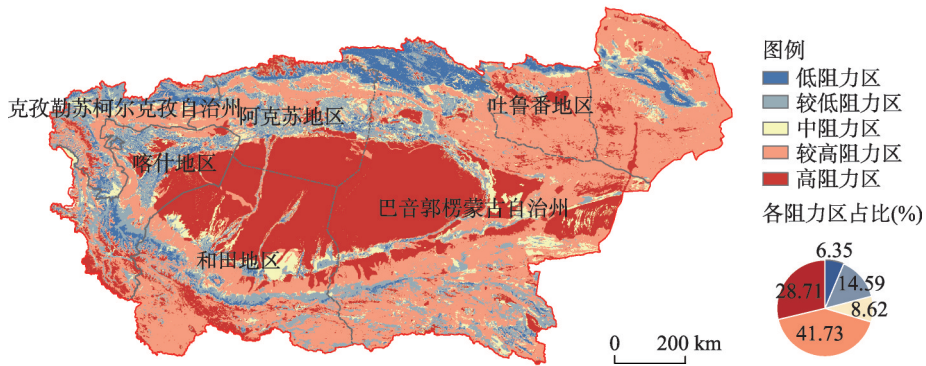 克孜勒苏柯尔克孜自治州
阿克苏地区
吐鲁番地区
喀什地区
巴音郭楞蒙古自治州
和田地区
0 200 km
图例
低阻力区
较低阻力区
中阻力区
较高阻力区
高阻力区
各阻力区占比(%)
6.35
14.59
8.62
41.73
28.71